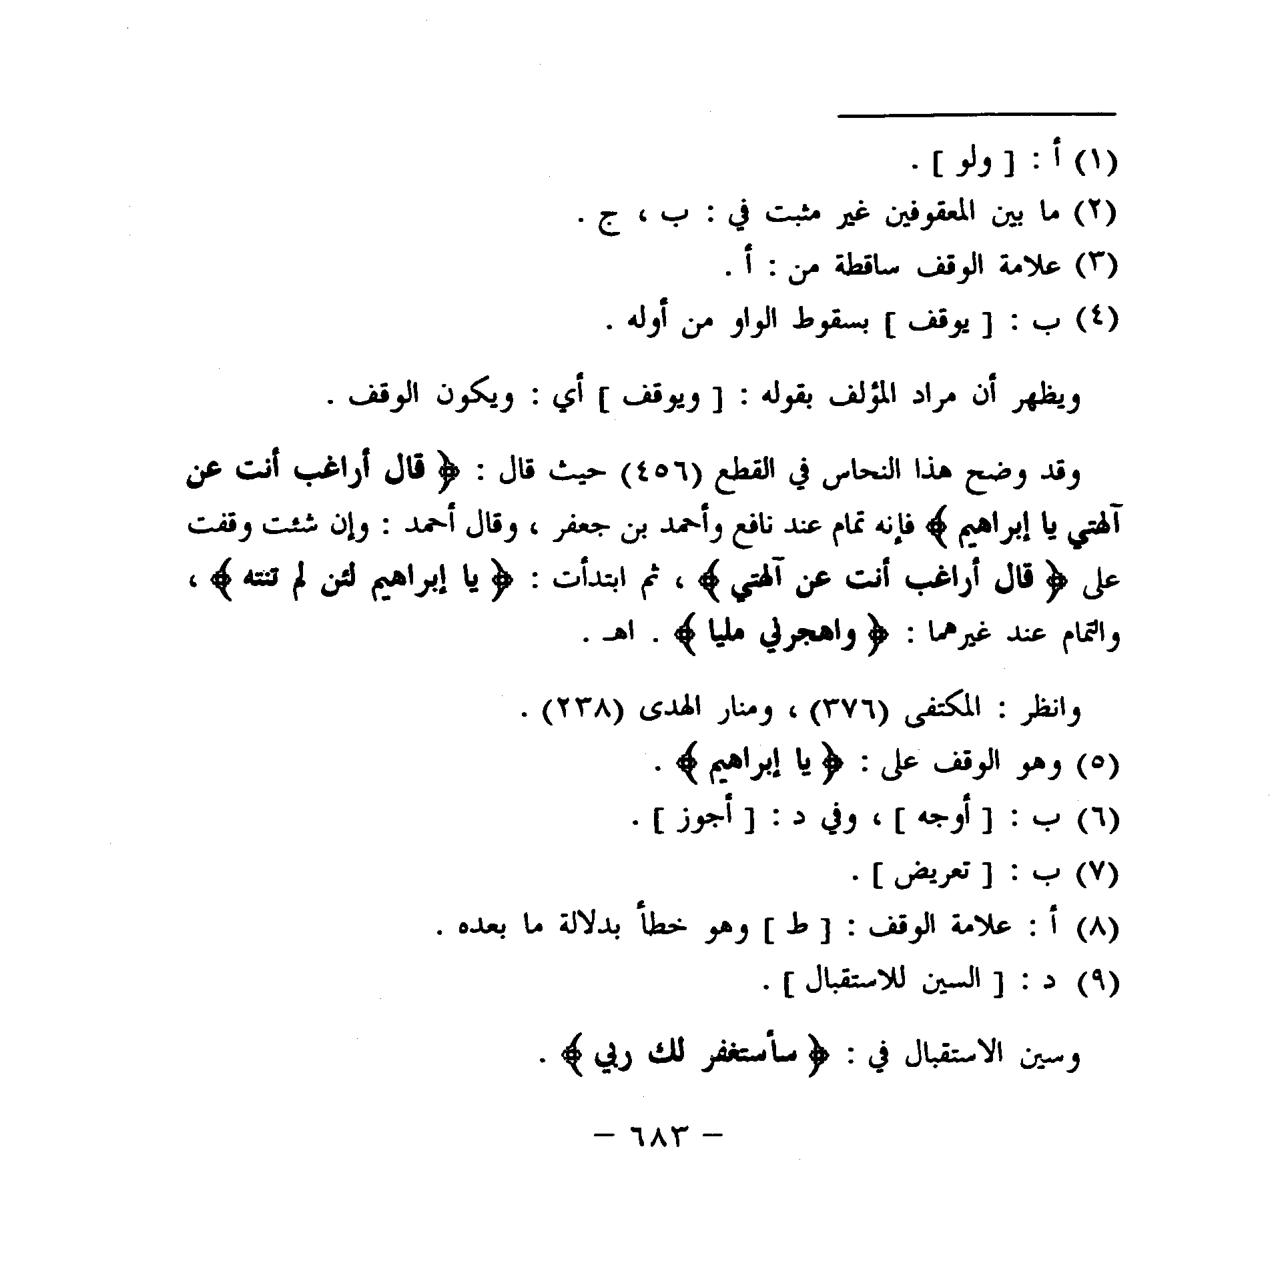 (١) أ : [ ولو ] .
(٢) ما بين المعقوفين غير مثبت في : ب ، ج .
(٣) علامة الوقف ساقطة من : أ .
(٤) ب : [ يوقف ] بسقوط الواو من أوله .
ويظهر أن مراد المؤلف بقوله : [ ويوقف ] أي : ويكون الوقف .
وقد وضح هذا النحاس في القطع (٤٥٦) حيث قال : ﴿ قال أراغب أنت عن
آلهتي يا إبراهيم ﴾ فإنه تمام عند نافع وأحمد بن جعفر ، وقال أحمد : وإن شئت وقفت
على ﴿ قال أراغب أنت عن آلهتي ﴾ ، ثم ابتدأت : ﴿ يا إبراهيم لئن لم تنته ﴾ ،
والتمام عند غيرهما : ﴿ واهجرني مليا ﴾ . اهـ .
وانظر : المكتفى (٣٧٦) ، ومنار الهدى (٢٣٨) .
(٥) وهو الوقف على : ﴿ يا إبراهيم ﴾ .
(٦) ب : [ أوجه ] ، وفي د : [ أجوز ] .
(٧) ب : [ تعريض ] .
(٨) أ : علامة الوقف : [ ط ] وهو خطأ بدلالة ما بعده .
(٩) د : [ السين للاستقبال ] .
وسين الاستقبال في : ﴿ سأستغفر لك ربي ﴾ .
– ٦٨٣ –